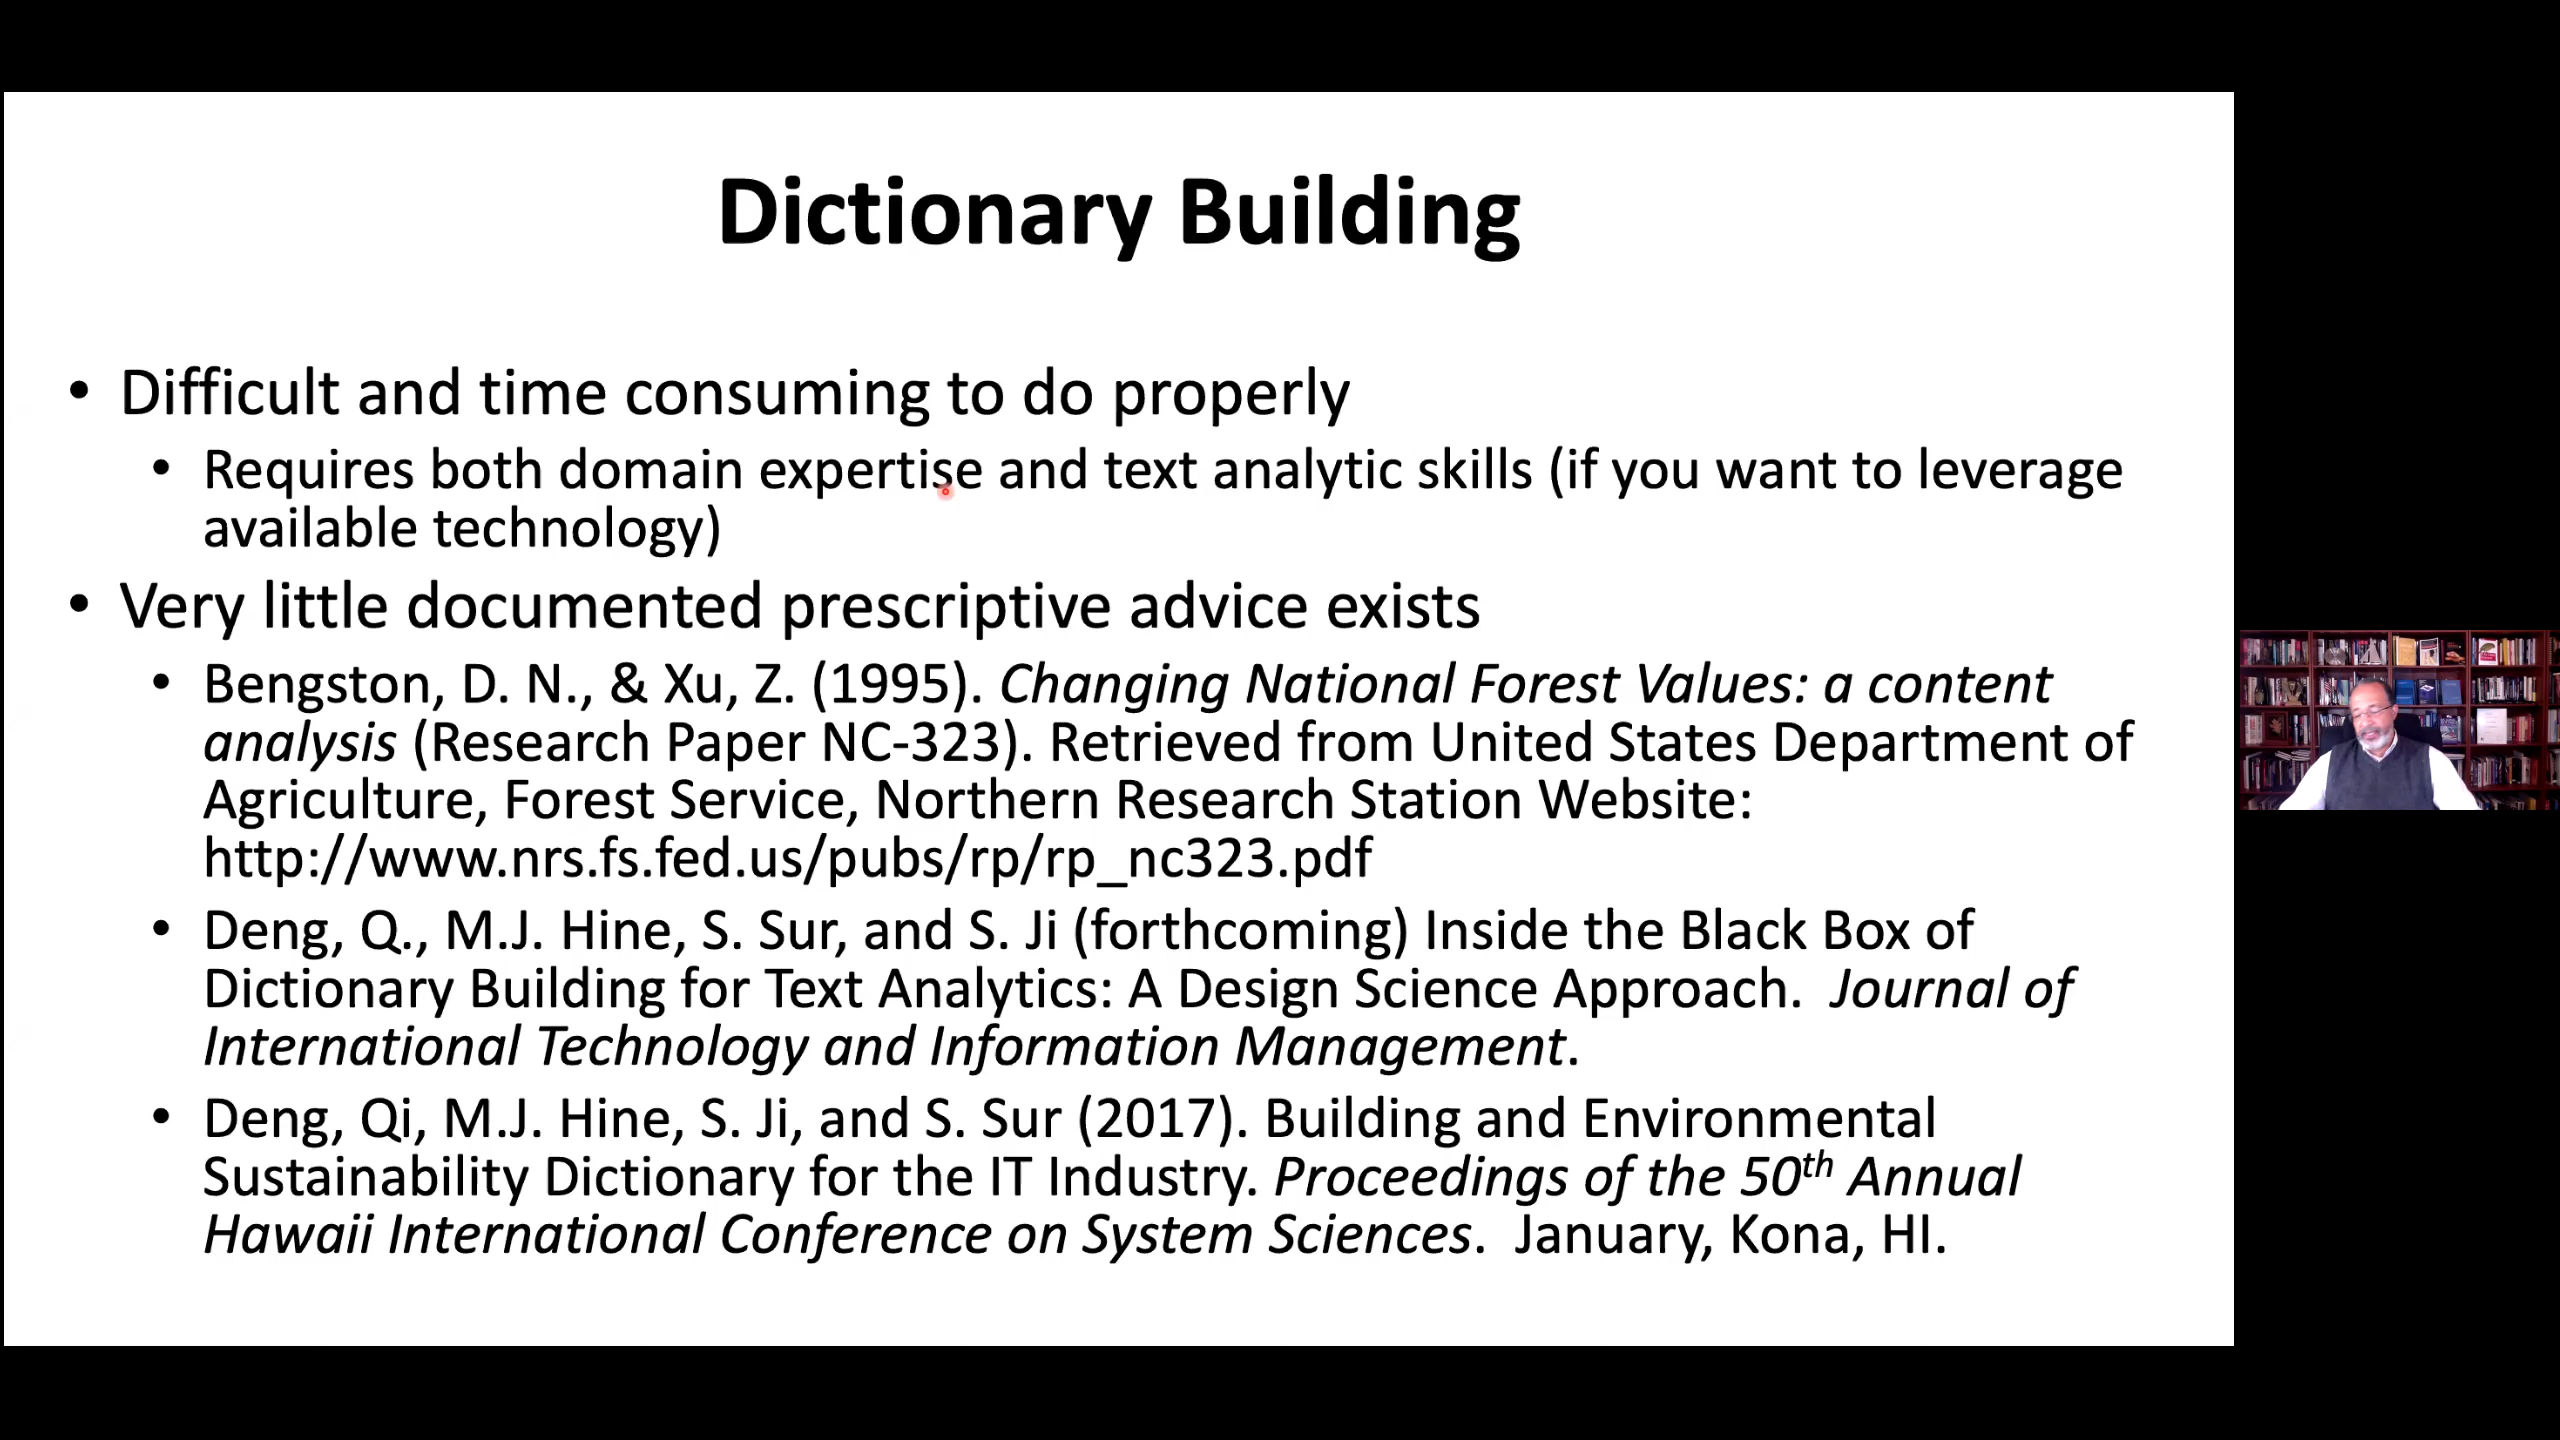 Dictionary Building
• Difficult and time consuming to do properly
• Requires both domain expertise and text analytic skills (if you want to leverage
available technology)
• Very little documented prescriptive advice exists
• Bengston, D. N., & Xu, Z. (1995). Changing National Forest Values: a content
analysis (Research Paper NC-323). Retrieved from United States Department of
Agriculture, Forest Service, Northern Research Station Website:
http://www.nrs.fs.fed.us/pubs/rp/rp_nc323.pdf
• Deng, Q., M.J. Hine, S. Sur, and S. Ji (forthcoming) Inside the Black Box of
Dictionary Building for Text Analytics: A Design Science Approach. Journal of
International Technology and Information Management.
• Deng, Qi, M.J. Hine, S. Ji, and S. Sur (2017). Building and Environmental
Sustainability Dictionary for the IT Industry. Proceedings of the 50th Annual
Hawaii International Conference on System Sciences. January, Kona, HI.